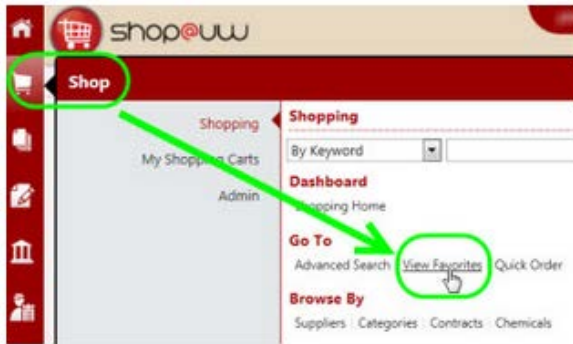 shop@UW
Shop
Shopping
My Shopping Carts
Admin
Shopping
By Keyword
Dashboard
Shopping Home
Go To
Advanced Search | View Favorites | Quick Order
Browse By
Suppliers | Categories | Contracts | Chemicals